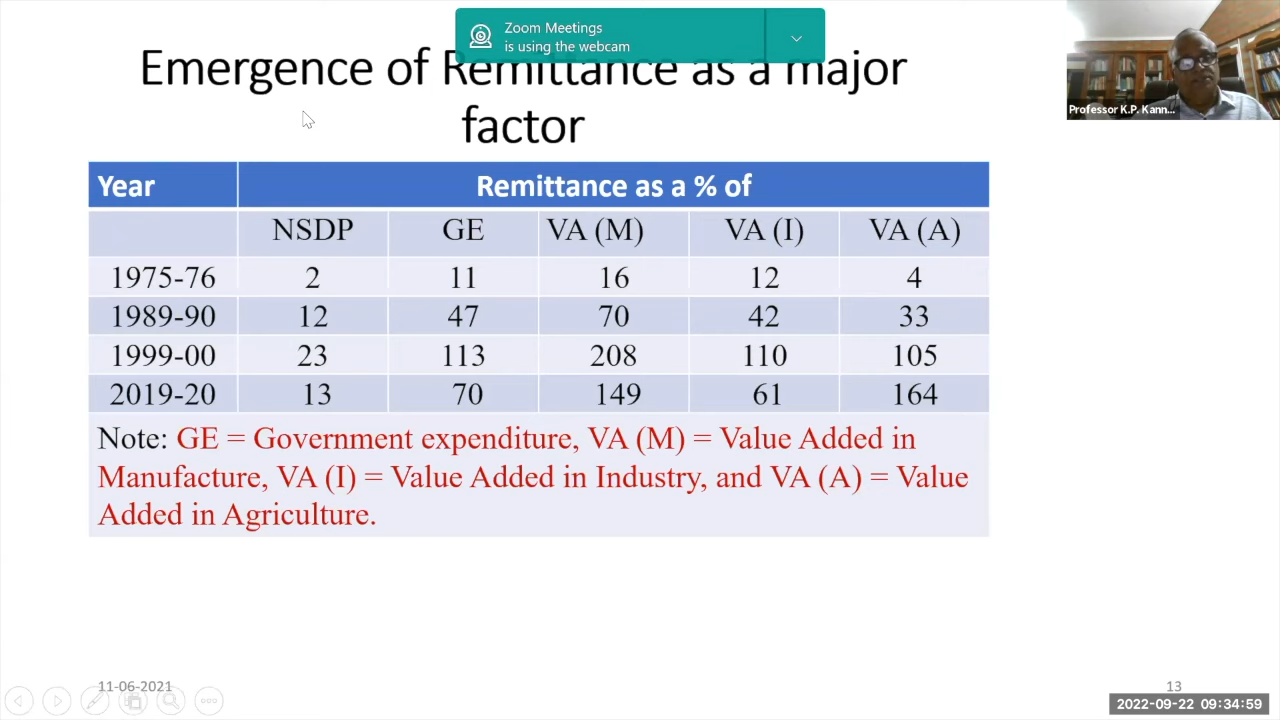 Zoom Meetings
is using the webcam
Emergence of Remittance as a major
factor
Professor K.P. Kann...
Year Remittance as a % of
NSDP GE VA (M) VA (I) VA (A)
1975-76 2 11 16 12 4
1989-90 12 47 70 42 33
1999-00 23 113 208 110 105
2019-20 13 70 149 61 164
Note: GE = Government expenditure, VA (M) = Value Added in
Manufacture, VA (I) = Value Added in Industry, and VA (A) = Value
Added in Agriculture.
11-06-2021 13
2022-09-22 09:34:59